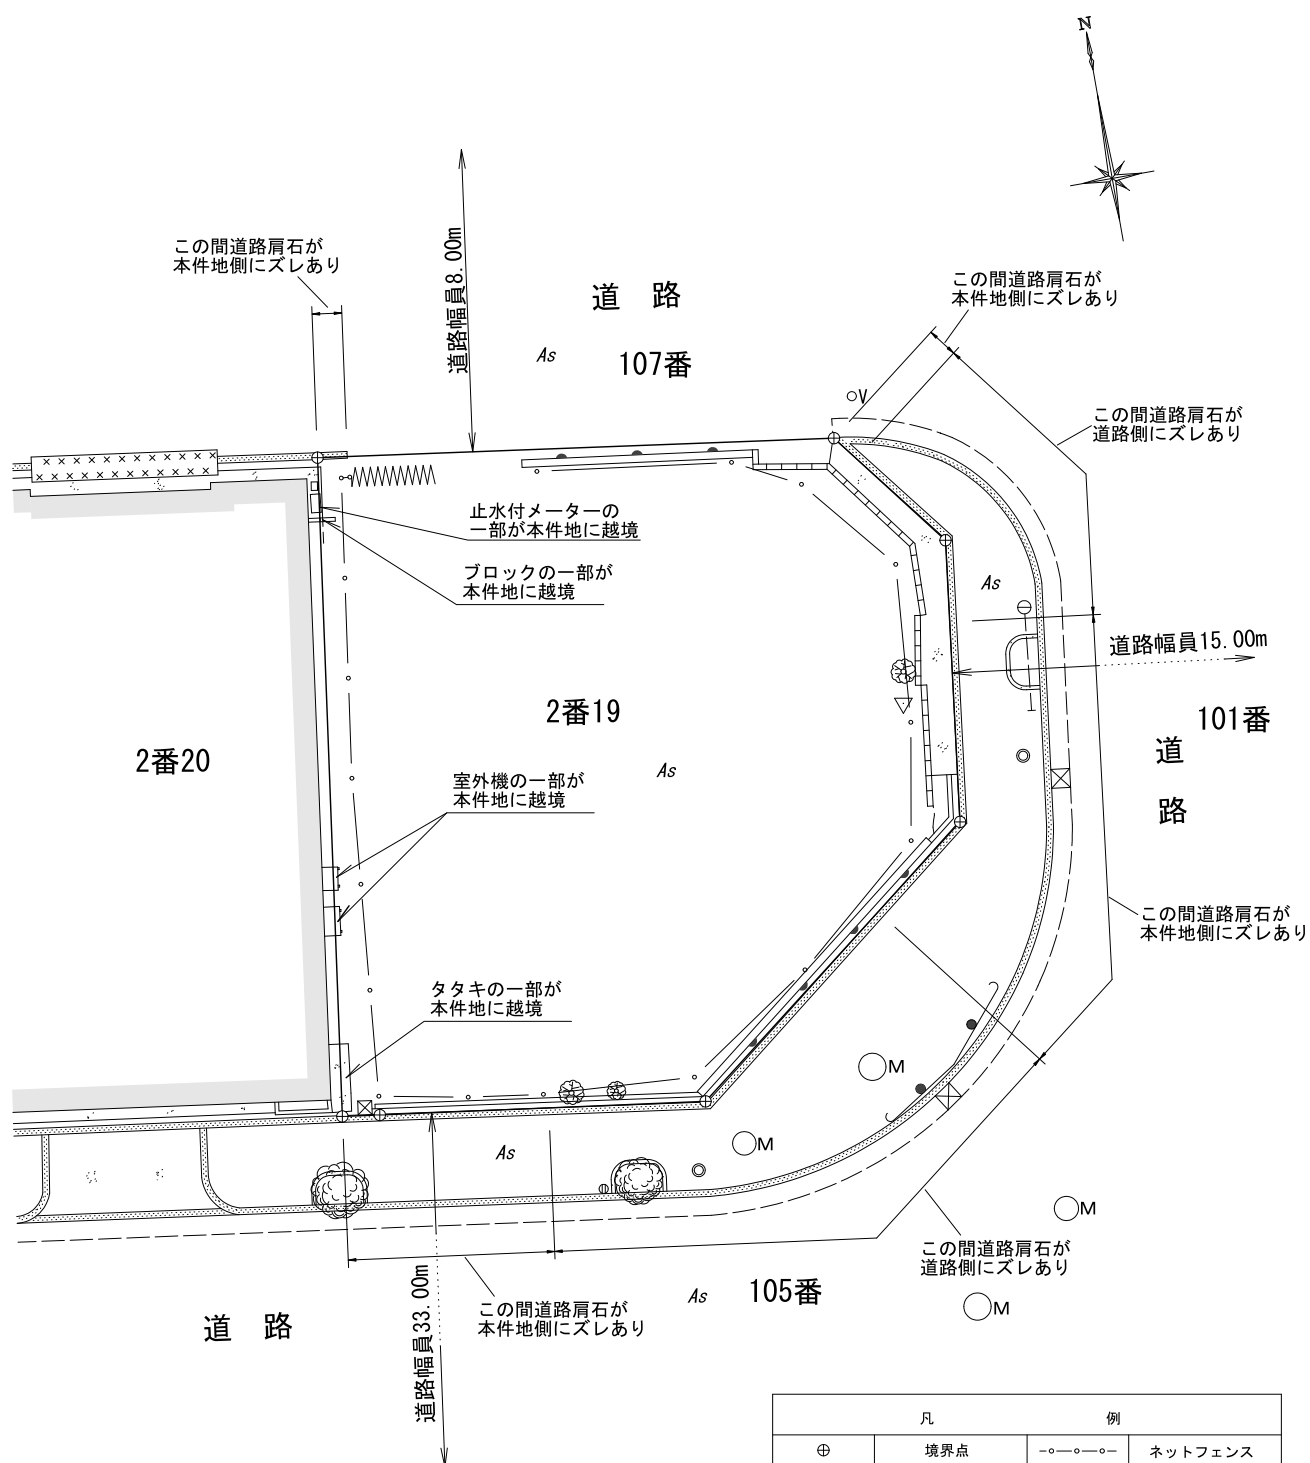 N
この間道路肩石が
本件地側にズレあり
道路幅員8.00m
道 路
As
107番
この間道路肩石が
本件地側にズレあり
V
この間道路肩石が
道路側にズレあり
止水付メーターの
一部が本件地に越境
ブロックの一部が
本件地に越境
As
道路幅員15.00m
2番19
101番
2番20
As
道
路
室外機の一部が
本件地に越境
この間道路肩石が
本件地側にズレあり
タタキの一部が
本件地に越境
M
M
As
M
この間道路肩石が
道路側にズレあり
As
105番
M
道 路
道路幅員33.00m
この間道路肩石が
本件地側にズレあり
凡 例
境界点
ネットフェンス